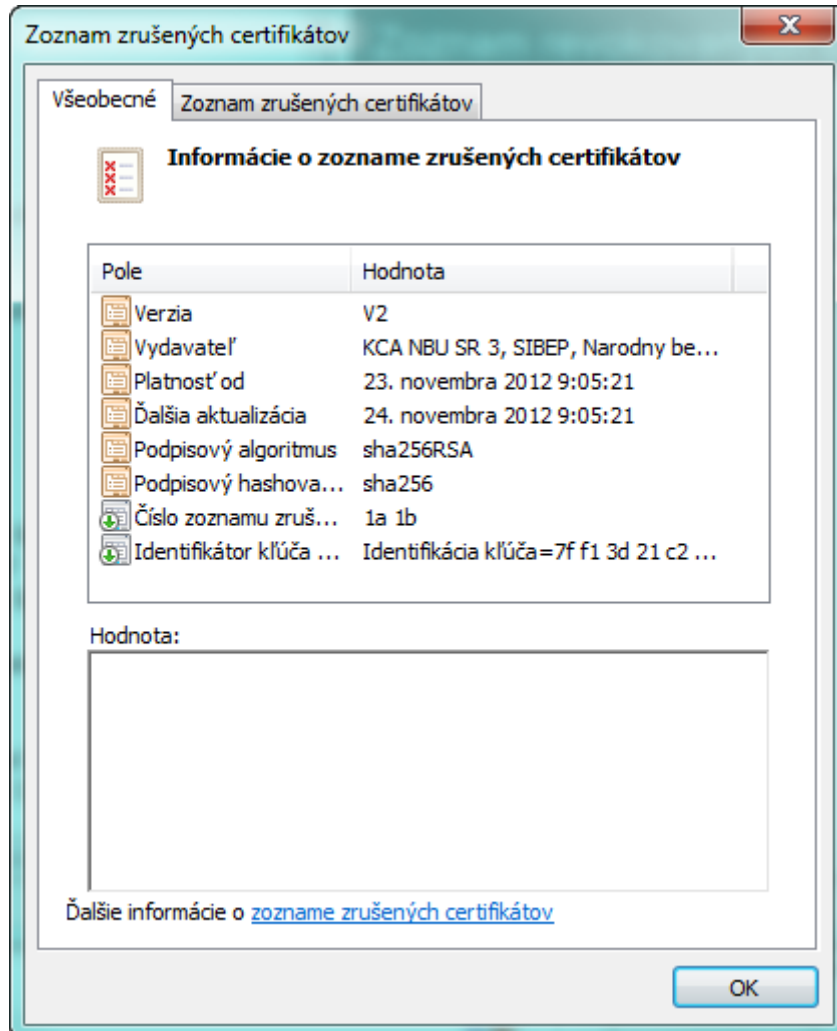 Zoznam zrušených certifikátov
Všeobecné Zoznam zrušených certifikátov
Informácie o zozname zrušených certifikátov
Pole Hodnota
Verzia V2
Vydavateľ KCA NBU SR 3, SIBEP, Narodny be...
Platnosť od 23. novembra 2012 9:05:21
Ďalšia aktualizácia 24. novembra 2012 9:05:21
Podpisový algoritmus sha256RSA
Podpisový hashova... sha256
Číslo zoznamu zruš... 1a 1b
Identifikátor kľúča ... Identifikácia kľúča=7f f1 3d 21 c2 ...
Hodnota:
Ďalšie informácie o zozname zrušených certifikátov
OK